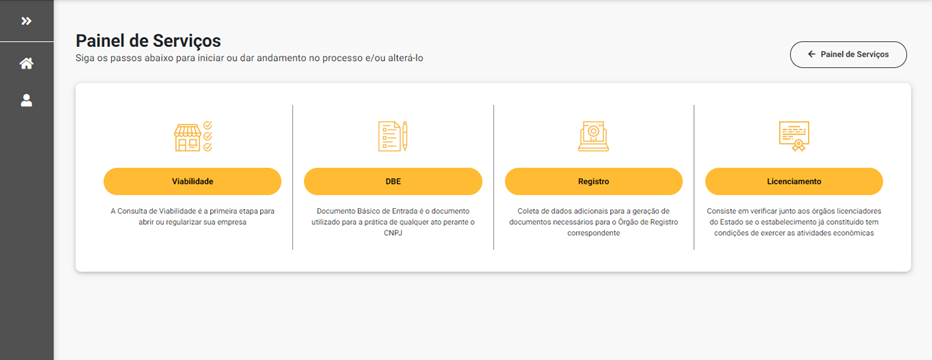 Painel de Serviços
Siga os passos abaixo para iniciar ou dar andamento no processo e/ou alterá-lo
Painel de Serviços
Viabilidade
A Consulta de Viabilidade é a primeira etapa para
abrir ou regularizar sua empresa
DBE
Documento Básico de Entrada é o documento
utilizado para a prática de qualquer ato perante o
CNPJ
Registro
Coleta de dados adicionais para a geração de
documentos necessários para o Órgão de Registro
correspondente
Licenciamento
Consiste em verificar junto aos órgãos licenciadores
do Estado se o estabelecimento já constituído tem
condições de exercer as atividades econômicas